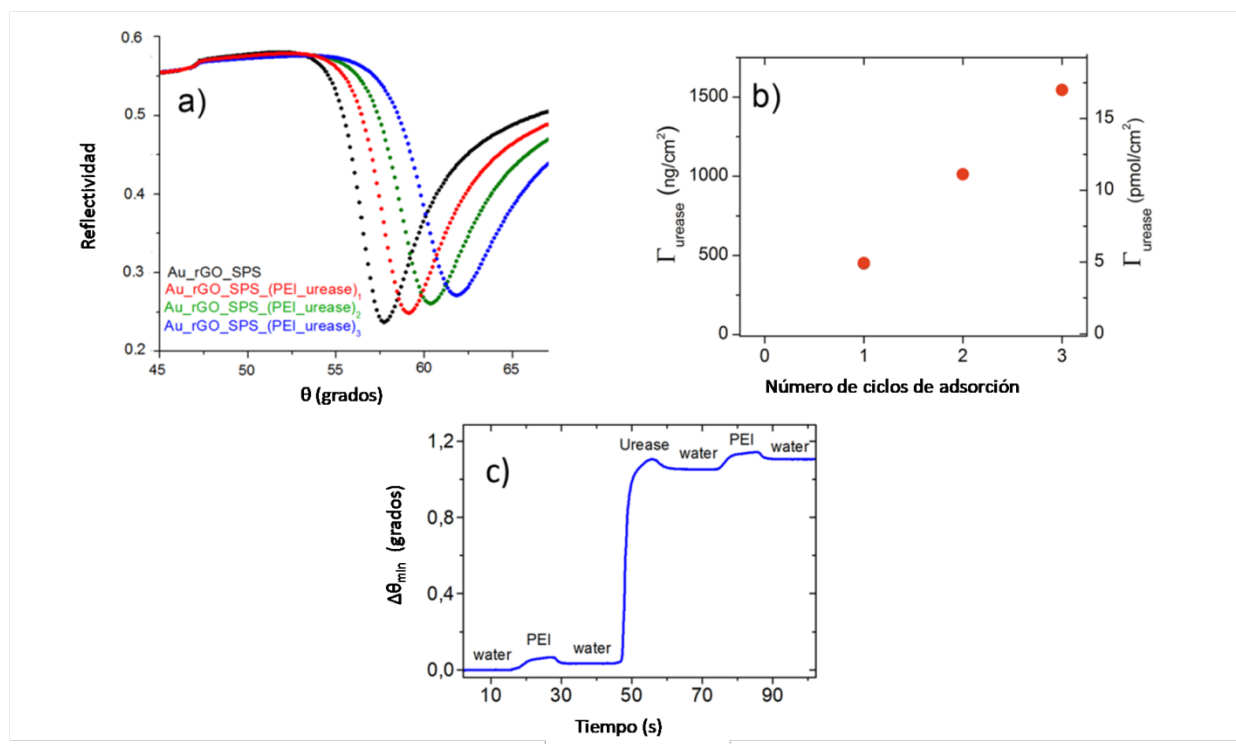 a)
Reflectividad
0.6
0.5
0.4
0.3
0.2
Au_rGO_SPS
Au_rGO_SPS_(PEI_urease)1
Au_rGO_SPS_(PEI_urease)2
Au_rGO_SPS_(PEI_urease)3
45 50 55 60 65
θ (grados)
b)
Γurease (ng/cm²)
1500
1000
500
0
15
10
5
0
Γurease (pmol/cm²)
0 1 2 3
Número de ciclos de adsorción
c)
Δθmin (grados)
1,2
0,8
0,4
0,0
water
PEI
water
Urease
water
PEI
water
10 30 50 70 90
Tiempo (s)